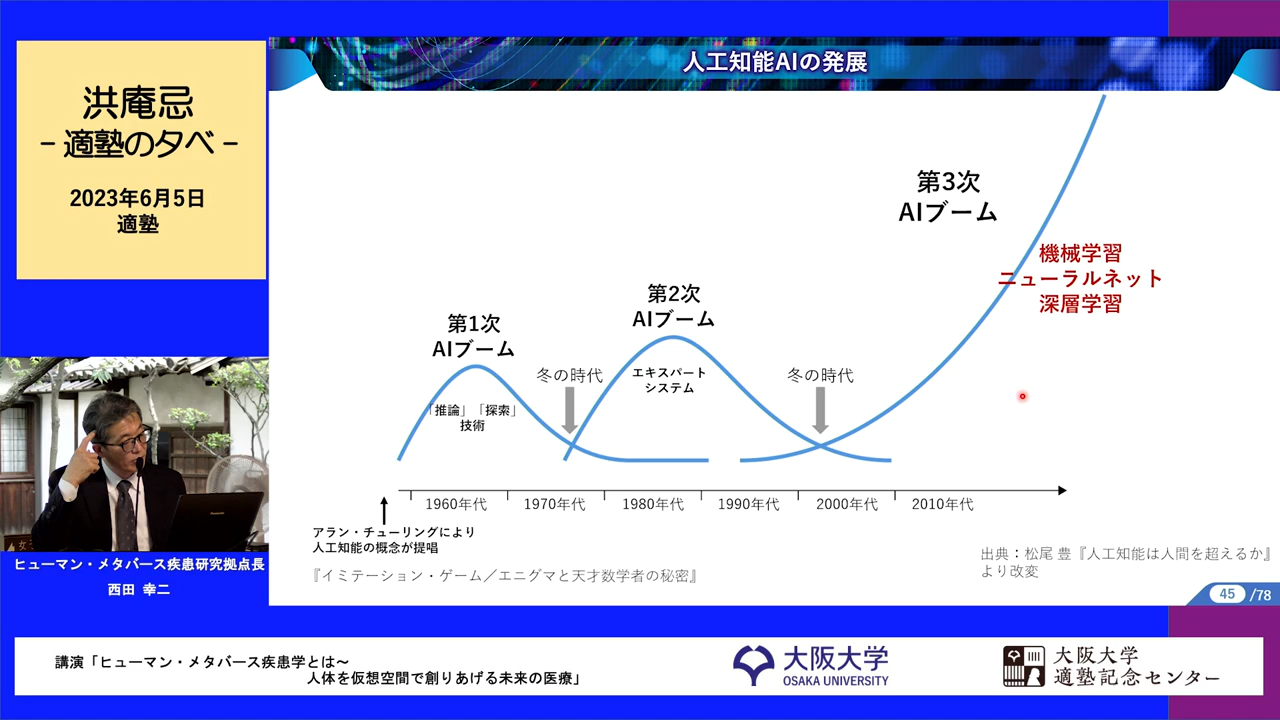 洪庵忌
- 適塾の夕べ -
2023年6月5日
適塾
人工知能AIの発展
第3次
AIブーム
機械学習
ニューラルネット
深層学習
第2次
AIブーム
エキスパート
システム
第1次
AIブーム
「推論」「探索」
技術
冬の時代
冬の時代
1960年代
1970年代
1980年代
1990年代
2000年代
2010年代
アラン・チューリングにより
人工知能の概念が提唱
『イミテーション・ゲーム／エニグマと天才数学者の秘密』
出典：松尾 豊『人工知能は人間を超えるか』
より改変
45 /78
ヒューマン・メタバース疾患研究拠点長
西田 幸二
講演「ヒューマン・メタバース疾患学とは～
人体を仮想空間で創りあげる未来の医療」
大阪大学
OSAKA UNIVERSITY
大阪大学
適塾記念センター